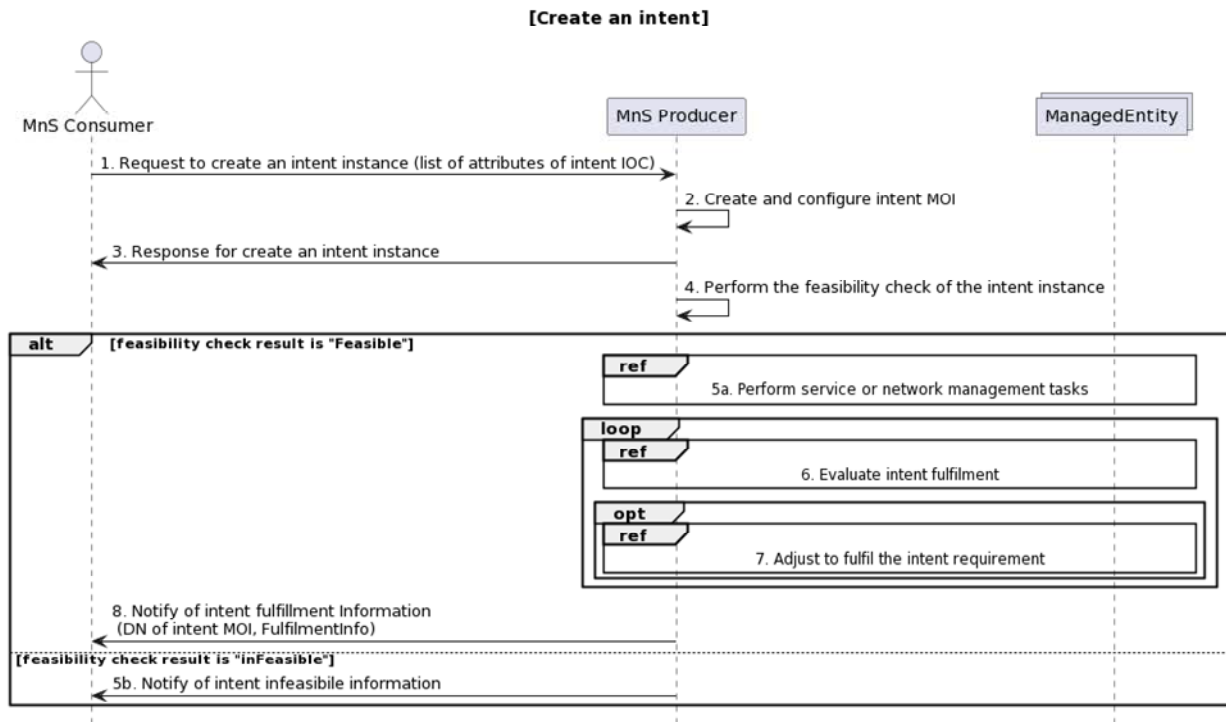 [Create an intent]
MnS Consumer
MnS Producer
ManagedEntity
1. Request to create an intent instance (list of attributes of intent IOC)
2. Create and configure intent MOI
3. Response for create an intent instance
4. Perform the feasibility check of the intent instance
alt [feasibility check result is "Feasible"]
ref
5a. Perform service or network management tasks
loop
ref
6. Evaluate intent fulfilment
opt
ref
7. Adjust to fulfil the intent requirement
8. Notify of intent fulfillment Information
(DN of intent MOI, FulfilmentInfo)
[feasibility check result is "inFeasible"]
5b. Notify of intent infeasibile information